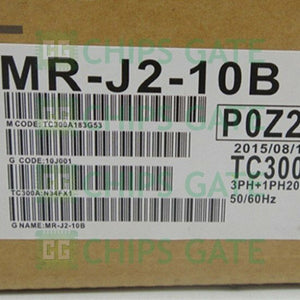 CHIPS GATE
MR-J2-10B
M CODE: TC300A183G53
P0Z2
2015/08/1
G CODE: 10J001
TC300
3PH+1PH20
50/60Hz
TC300A:N34FX1
G NAME: MR-J2-10B